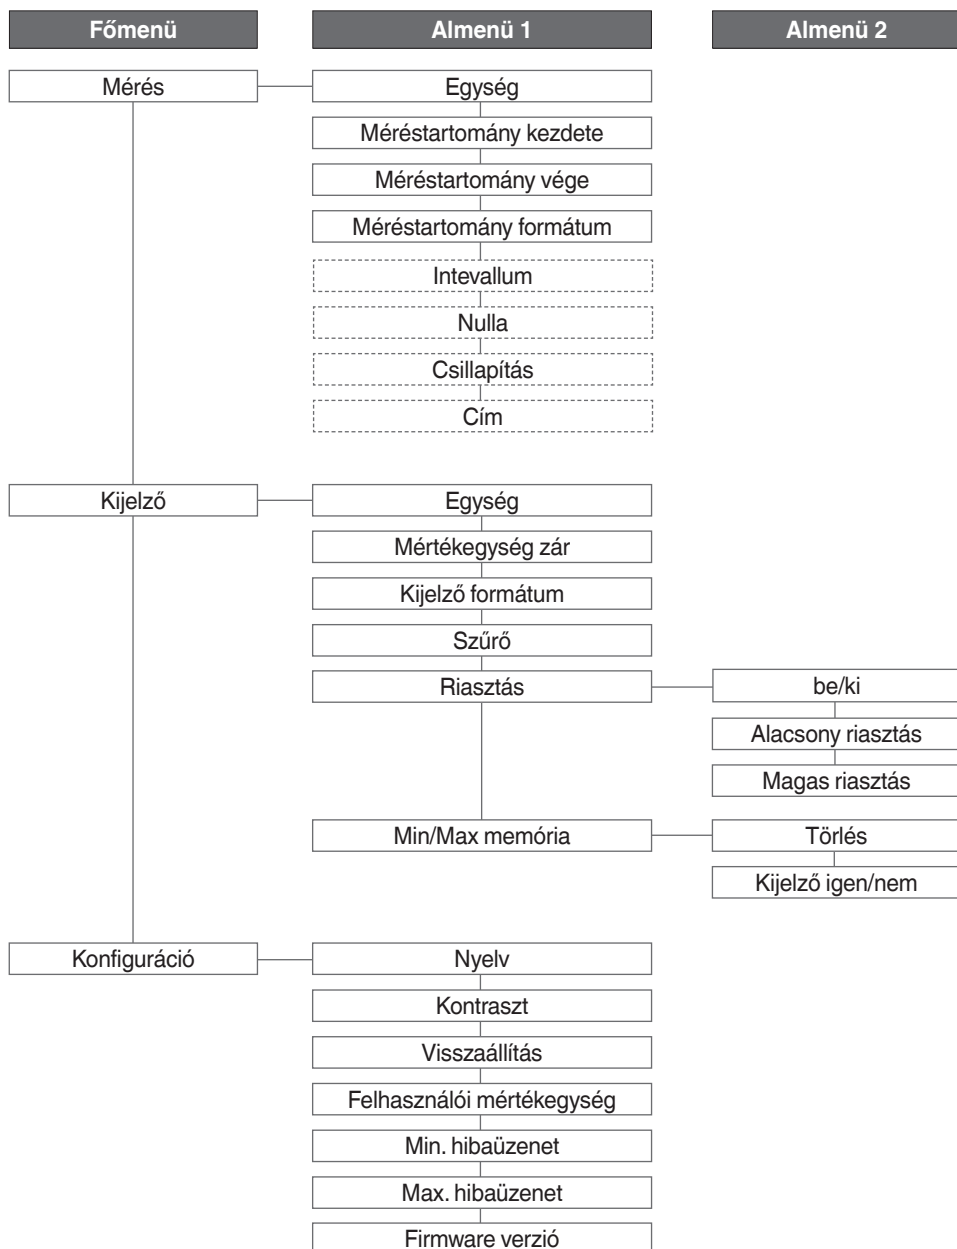 Főmenü Almenü 1 Almenü 2
Mérés Egység
Méréstartomány kezdete
Méréstartomány vége
Méréstartomány formátum
Intevallum
Nulla
Csillapítás
Cím
Kijelző Egység
Mértékegység zár
Kijelző formátum
Szűrő
Riasztás be/ki
Alacsony riasztás
Magas riasztás
Min/Max memória Törlés
Kijelző igen/nem
Konfiguráció Nyelv
Kontraszt
Visszaállítás
Felhasználói mértékegység
Min. hibaüzenet
Max. hibaüzenet
Firmware verzió